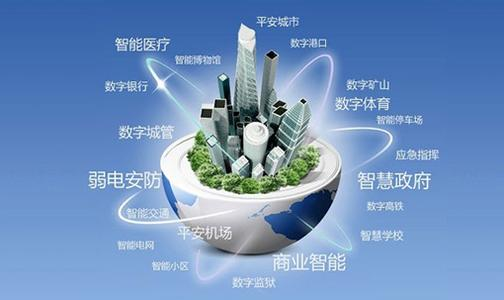 平安城市
智能医疗
数字港口
智能博物馆
数字银行
数字矿山
数字体育
智能停车场
数字城管
应急指挥
弱电安防
智慧政府
智能交通
数字高铁
平安机场
智慧学校
智能电网
智能小区
商业智能
数字监狱